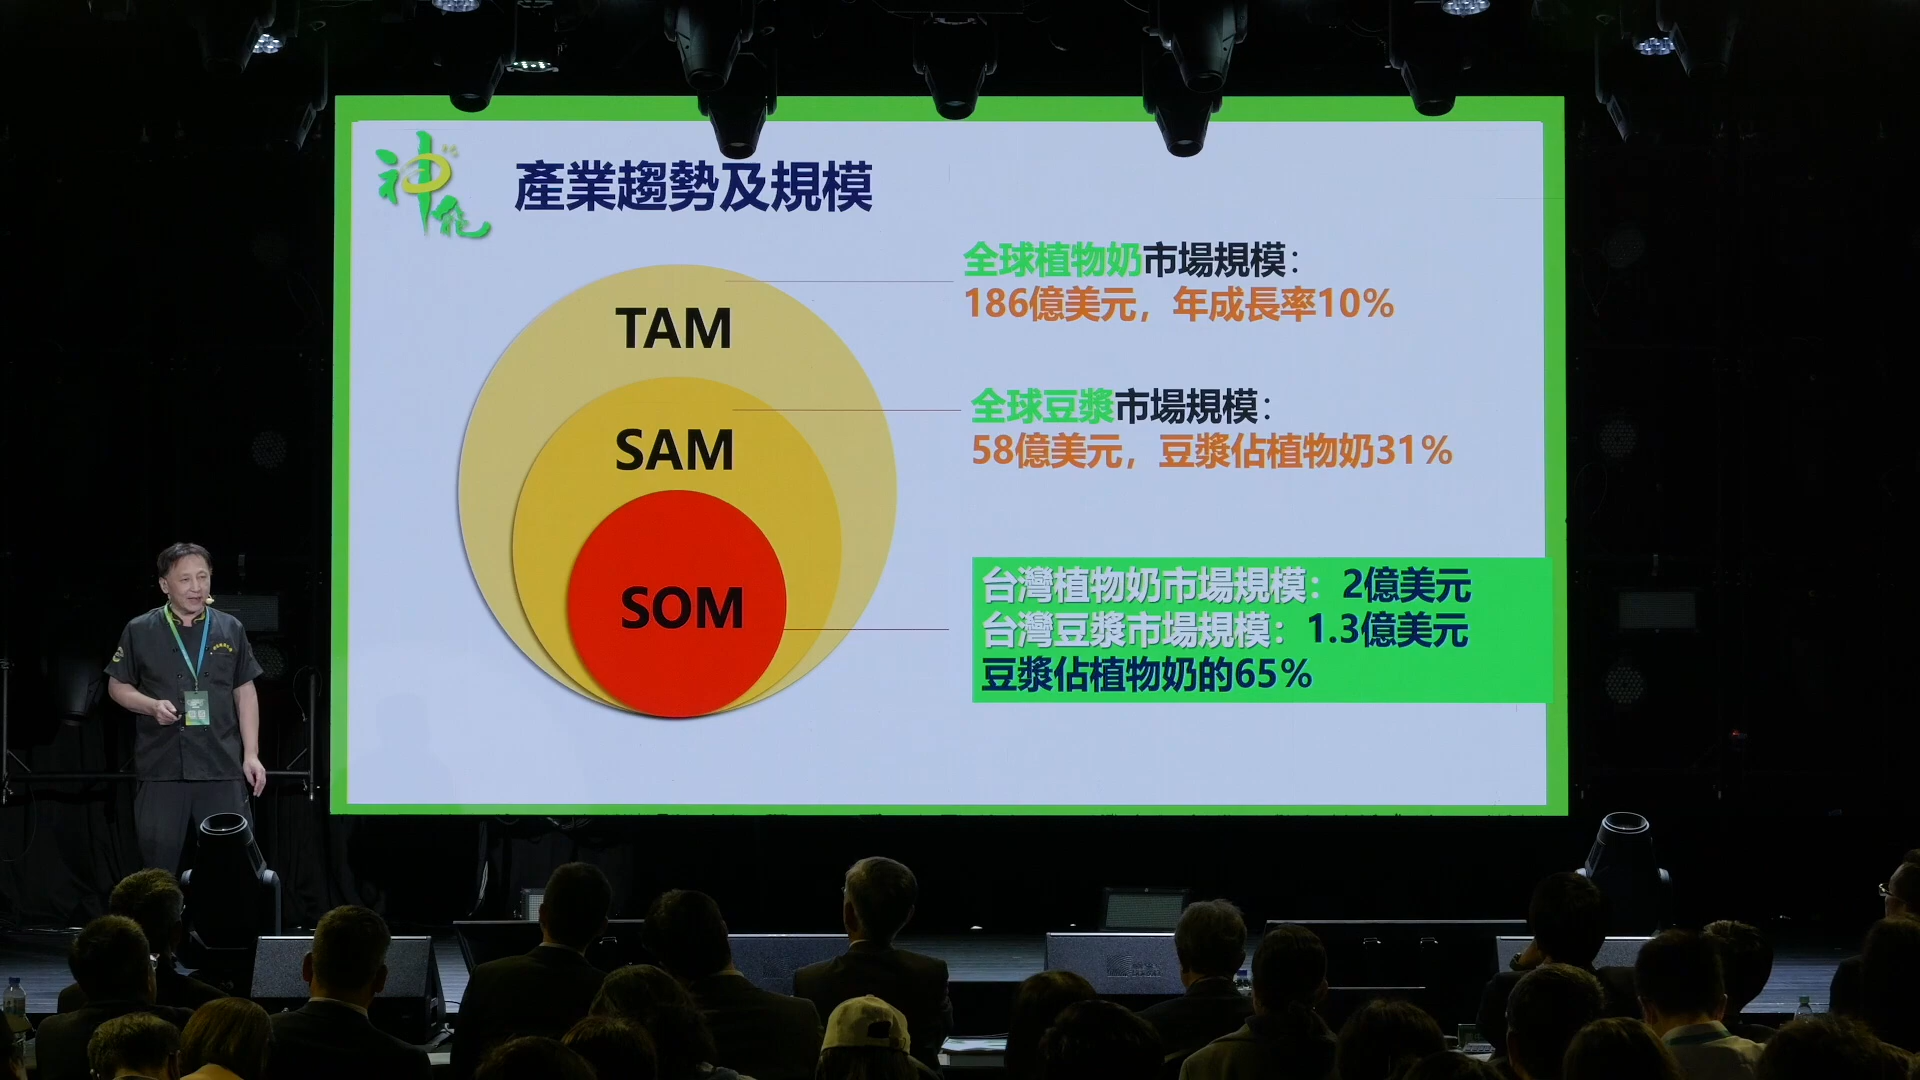 神龍
產業趨勢及規模
TAM
SAM
SOM
全球植物奶市場規模：
186億美元，年成長率10%
全球豆漿市場規模：
58億美元，豆漿佔植物奶31%
台灣植物奶市場規模：2億美元
台灣豆漿市場規模：1.3億美元
豆漿佔植物奶的65%